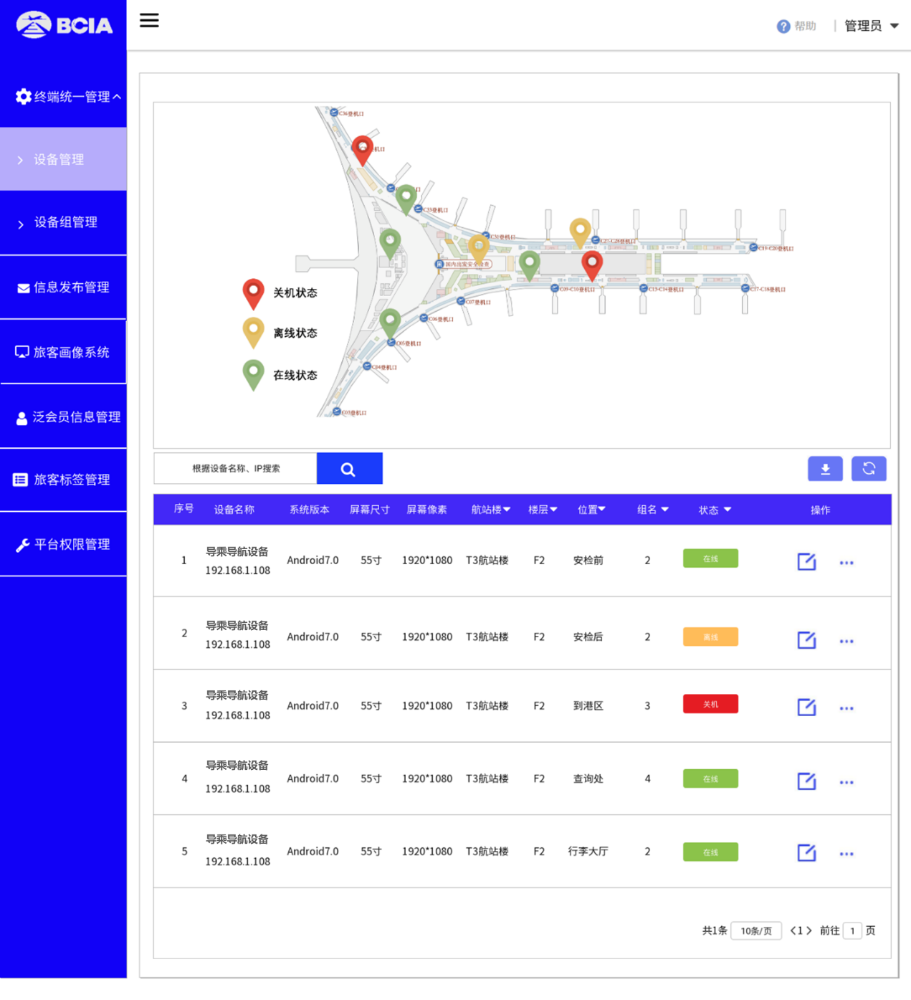 BCIA
帮助
管理员
终端统一管理
设备管理
设备组管理
信息发布管理
旅客画像系统
泛会员信息管理
旅客标签管理
平台权限管理
C36登机口
机口
口
C33登机口
C31登机口
C27-C28登机口
C19-C20登机口
国内出发安全检查
C09-C10登机口
C13-C14登机口
C17-C18登机口
C07登机口
C06登机口
C05登机口
C04登机口
C03登机口
关机状态
离线状态
在线状态
根据设备名称、IP搜索
序号 设备名称 系统版本 屏幕尺寸 屏幕像素 航站楼 楼层 位置 组名 状态 操作
1 导乘导航设备 192.168.1.108 Android7.0 55寸 1920*1080 T3航站楼 F2 安检前 2 在线
2 导乘导航设备 192.168.1.108 Android7.0 55寸 1920*1080 T3航站楼 F2 安检后 2 离线
3 导乘导航设备 192.168.1.108 Android7.0 55寸 1920*1080 T3航站楼 F2 到港区 3 关机
4 导乘导航设备 192.168.1.108 Android7.0 55寸 1920*1080 T3航站楼 F2 查询处 4 在线
5 导乘导航设备 192.168.1.108 Android7.0 55寸 1920*1080 T3航站楼 F2 行李大厅 2 在线
共1条 10条/页 <1> 前往 1 页